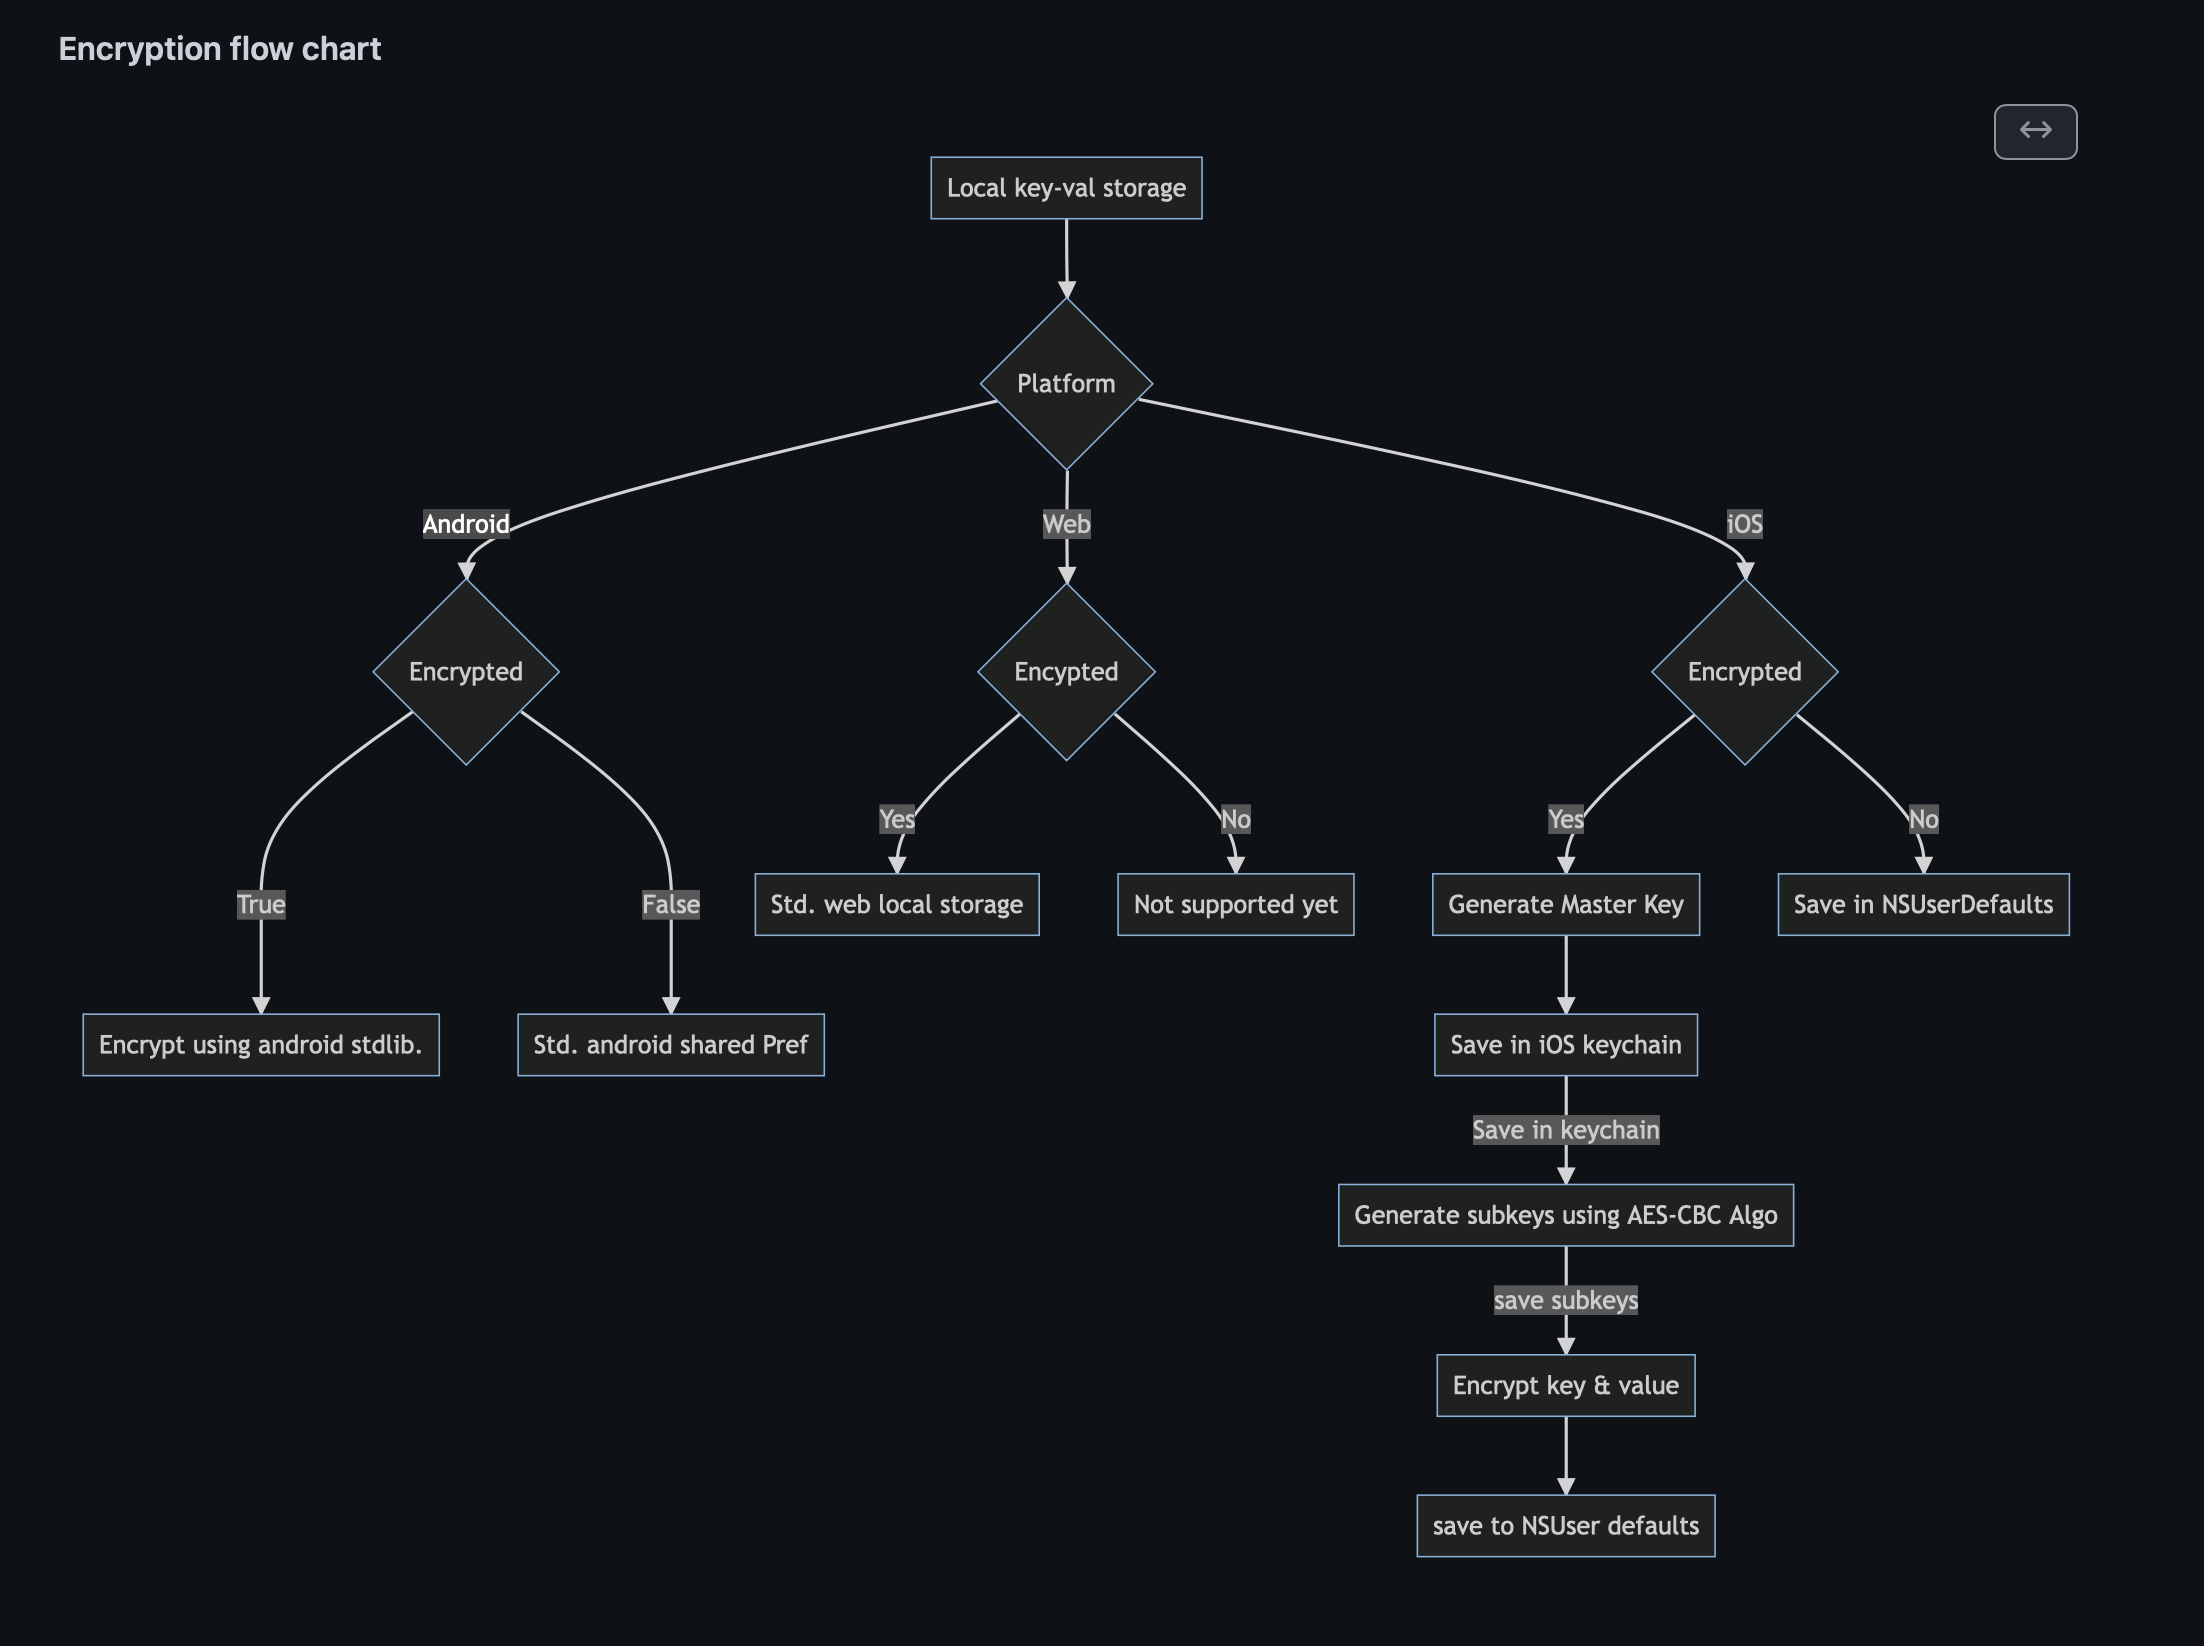 Encryption flow chart
Local key-val storage
Platform
Android
Web
iOS
Encrypted
Encypted
Encrypted
Yes
No
Yes
No
True
False
Std. web local storage
Not supported yet
Generate Master Key
Save in NSUserDefaults
Encrypt using android stdlib.
Std. android shared Pref
Save in iOS keychain
Save in keychain
Generate subkeys using AES-CBC Algo
save subkeys
Encrypt key & value
save to NSUser defaults